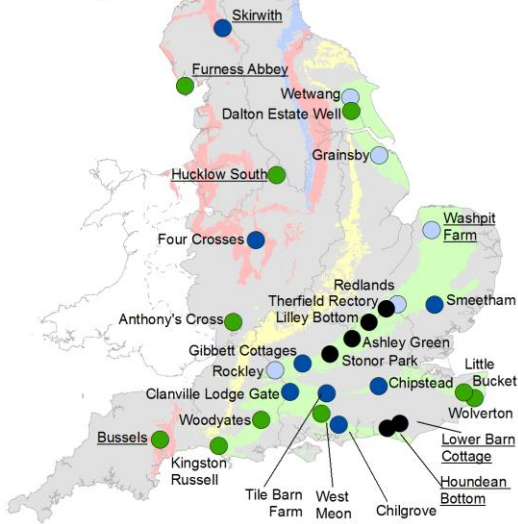 Skirwith
Furness Abbey
Wetwang
Dalton Estate Well
Grainsby
Hucklow South
Washpit
Farm
Four Crosses
Redlands
Therfield Rectory
Smeetham
Lilley Bottom
Anthony's Cross
Ashley Green
Gibbett Cottages
Stonor Park
Little
Bucket
Rockley
Chipstead
Clanville Lodge Gate
Wolverton
Woodyates
Bussels
Lower Barn
Cottage
Kingston
Russell
Houndean
Bottom
Tile Barn
Farm
West
Meon
Chilgrove